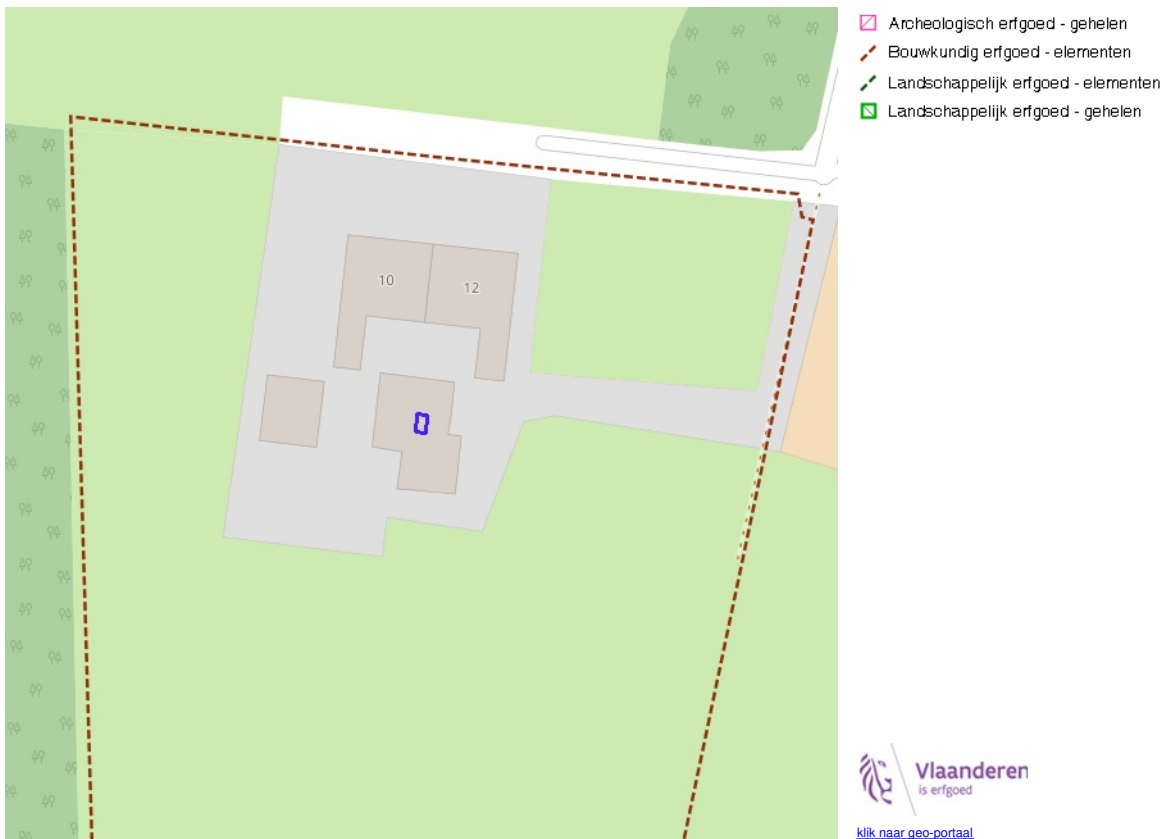 Archeologisch erfgoed - gehelen
Bouwkundig erfgoed - elementen
Landschappelijk erfgoed - elementen
Landschappelijk erfgoed - gehelen
10
12
Vlaanderen
is erfgoed
klik naar geo-portaal